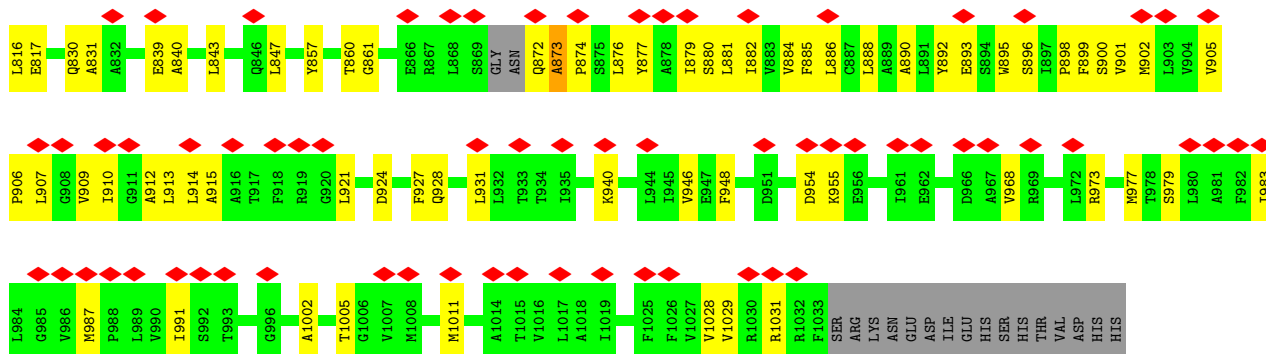 L816 E817 Q830 A831 A832 E839 A840 L843 Q846 L847 Y857 T860 G861 E866 R867 L868 S869 GLY ASN Q872 A873 P874 S875 L876 Y877 A878 I879 S880 L881 I882 V883 V884 F885 L886 C887 L888 A889 A890 L891 Y892 E893 S894 W895 S896 I897 P898 F899 S900 V901 M902 L903 V904 V905
P906 L907 G908 V909 I910 G911 A912 L913 L914 A915 A916 T917 F918 R919 G920 L921 D924 F927 Q928 L931 L932 T933 T934 I935 K940 L944 I945 V946 E947 F948 D951 D954 K955 E956 I961 E962 D966 A967 V968 R969 L972 R973 M977 T978 S979 L980 A981 F982 I983
L984 G985 V986 M987 P988 L989 V990 I991 S992 T993 G996 A1002 T1005 G1006 V1007 M1008 M1011 A1014 T1015 V1016 L1017 A1018 I1019 F1025 F1026 V1027 V1028 V1029 R1030 R1031 R1032 F1033 SER ARG LYS ASN GLU ASP ILE GLU HIS SER HIS THR VAL ASP HIS HIS